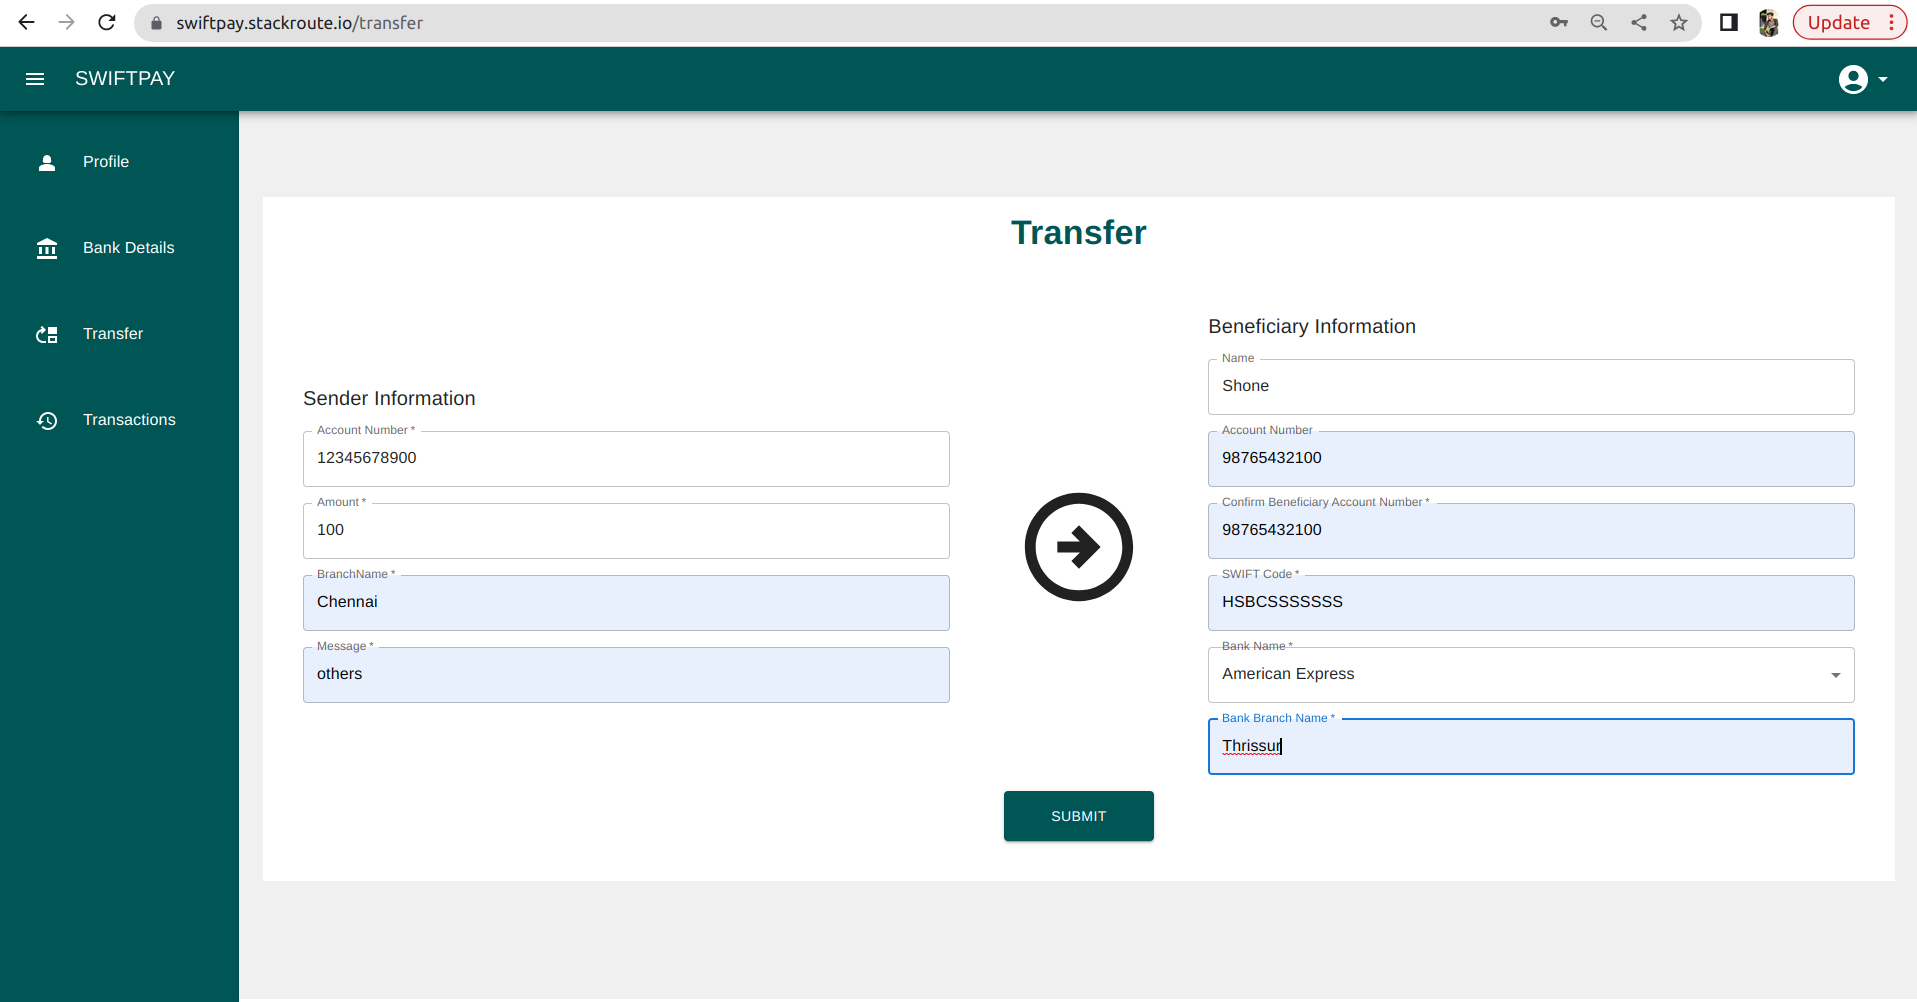 swiftpay.stackroute.io/transfer
Update
SWIFTPAY
Profile
Bank Details
Transfer
Transactions
Transfer
Sender Information
Account Number *
12345678900
Amount *
100
BranchName *
Chennai
Message *
others
Beneficiary Information
Name
Shone
Account Number
98765432100
Confirm Beneficiary Account Number *
98765432100
SWIFT Code *
HSBCSSSSSSS
Bank Name *
American Express
Bank Branch Name *
Thrissur
SUBMIT